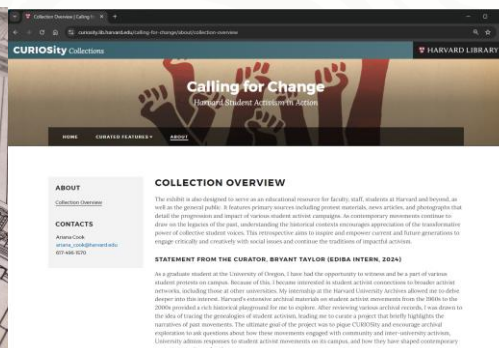 Collection Overview | Calling fo
curiosity.lib.harvard.edu/calling-for-change/about/collection-overview
CURIOSity Collections
HARVARD LIBRARY
Calling for Change
Harvard Student Activism in Action
HOME
CURATED FEATURES
ABOUT
ABOUT
Collection Overview
CONTACTS
Ariana Cook
ariana_cook@harvard.edu
COLLECTION OVERVIEW
The exhibit is also designed to serve as an educational resource for faculty, staff, students at Harvard and beyond, as
well as the general public. It features primary sources including protest materials, news articles, and photographs that
detail the progression and impact of various student activist campaigns. As contemporary movements continue to
draw on the legacies of the past, understanding the historical contexts encourages appreciation of the transformative
power of collective student voices. This retrospective aims to inspire and empower current and future generations to
engage critically and creatively with social issues and continue the traditions of impactful activism.
STATEMENT FROM THE CURATOR, BRYANT TAYLOR (EDIBA INTERN, 2024)
As a graduate student at the University of Oregon, I have had the opportunity to witness and be a part of various
student protests on campus. Because of this, I became interested in student activist connections to broader activist
networks, including those at other universities. My internship at the Harvard University Archives allowed me to delve
deeper into this interest. Harvard's extensive archival materials on student activist movements from the 1960s to the
2000s provided a rich historical playground for me to explore. After reviewing various archival records, I was drawn to
the idea of tracing the genealogies of student activism, leading me to curate a project that briefly highlights the
narratives of past movements. The ultimate goal of the project was to pique CURIOSity and encourage archival
exploration to ask questions about how these movements engaged with community and inter-university activism,
University admin responses to student activist movements on its campus, and how they have shaped contemporary